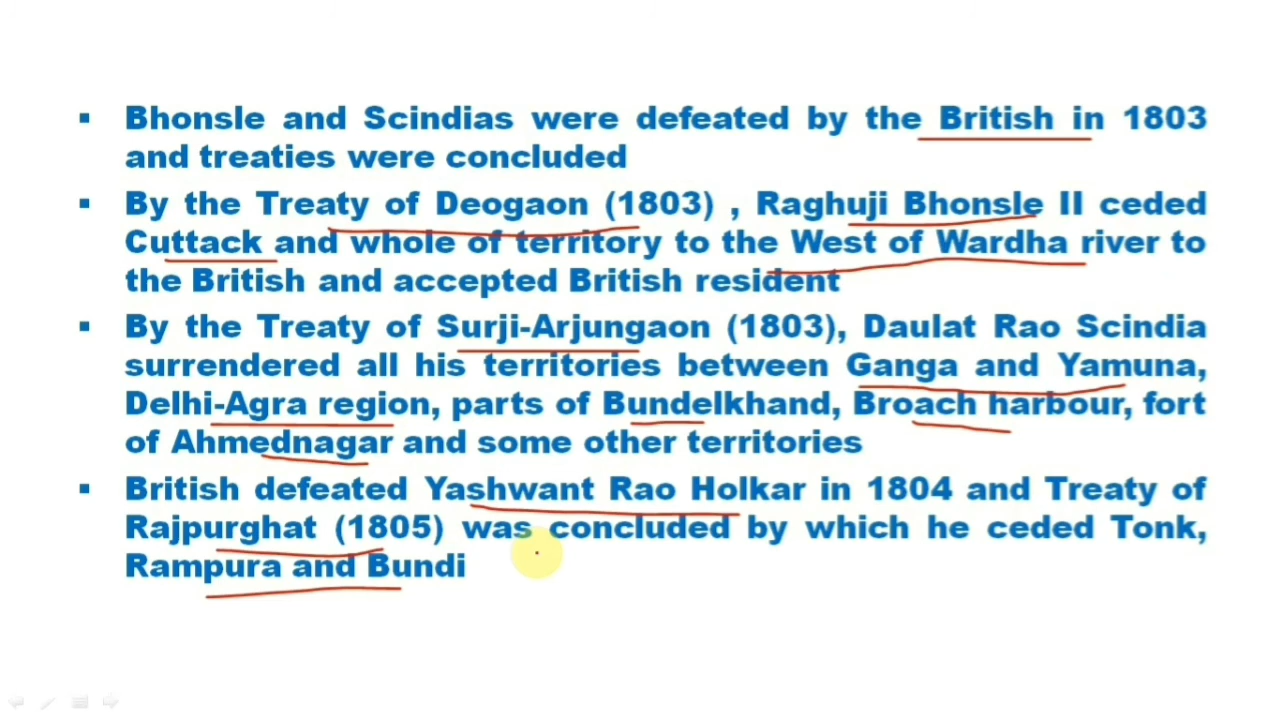 ▪ Bhonsle and Scindias were defeated by the British in 1803
and treaties were concluded
▪ By the Treaty of Deogaon (1803) , Raghuji Bhonsle II ceded
Cuttack and whole of territory to the West of Wardha river to
the British and accepted British resident
▪ By the Treaty of Surji-Arjungaon (1803), Daulat Rao Scindia
surrendered all his territories between Ganga and Yamuna,
Delhi-Agra region, parts of Bundelkhand, Broach harbour, fort
of Ahmednagar and some other territories
▪ British defeated Yashwant Rao Holkar in 1804 and Treaty of
Rajpurghat (1805) was concluded by which he ceded Tonk,
Rampura and Bundi